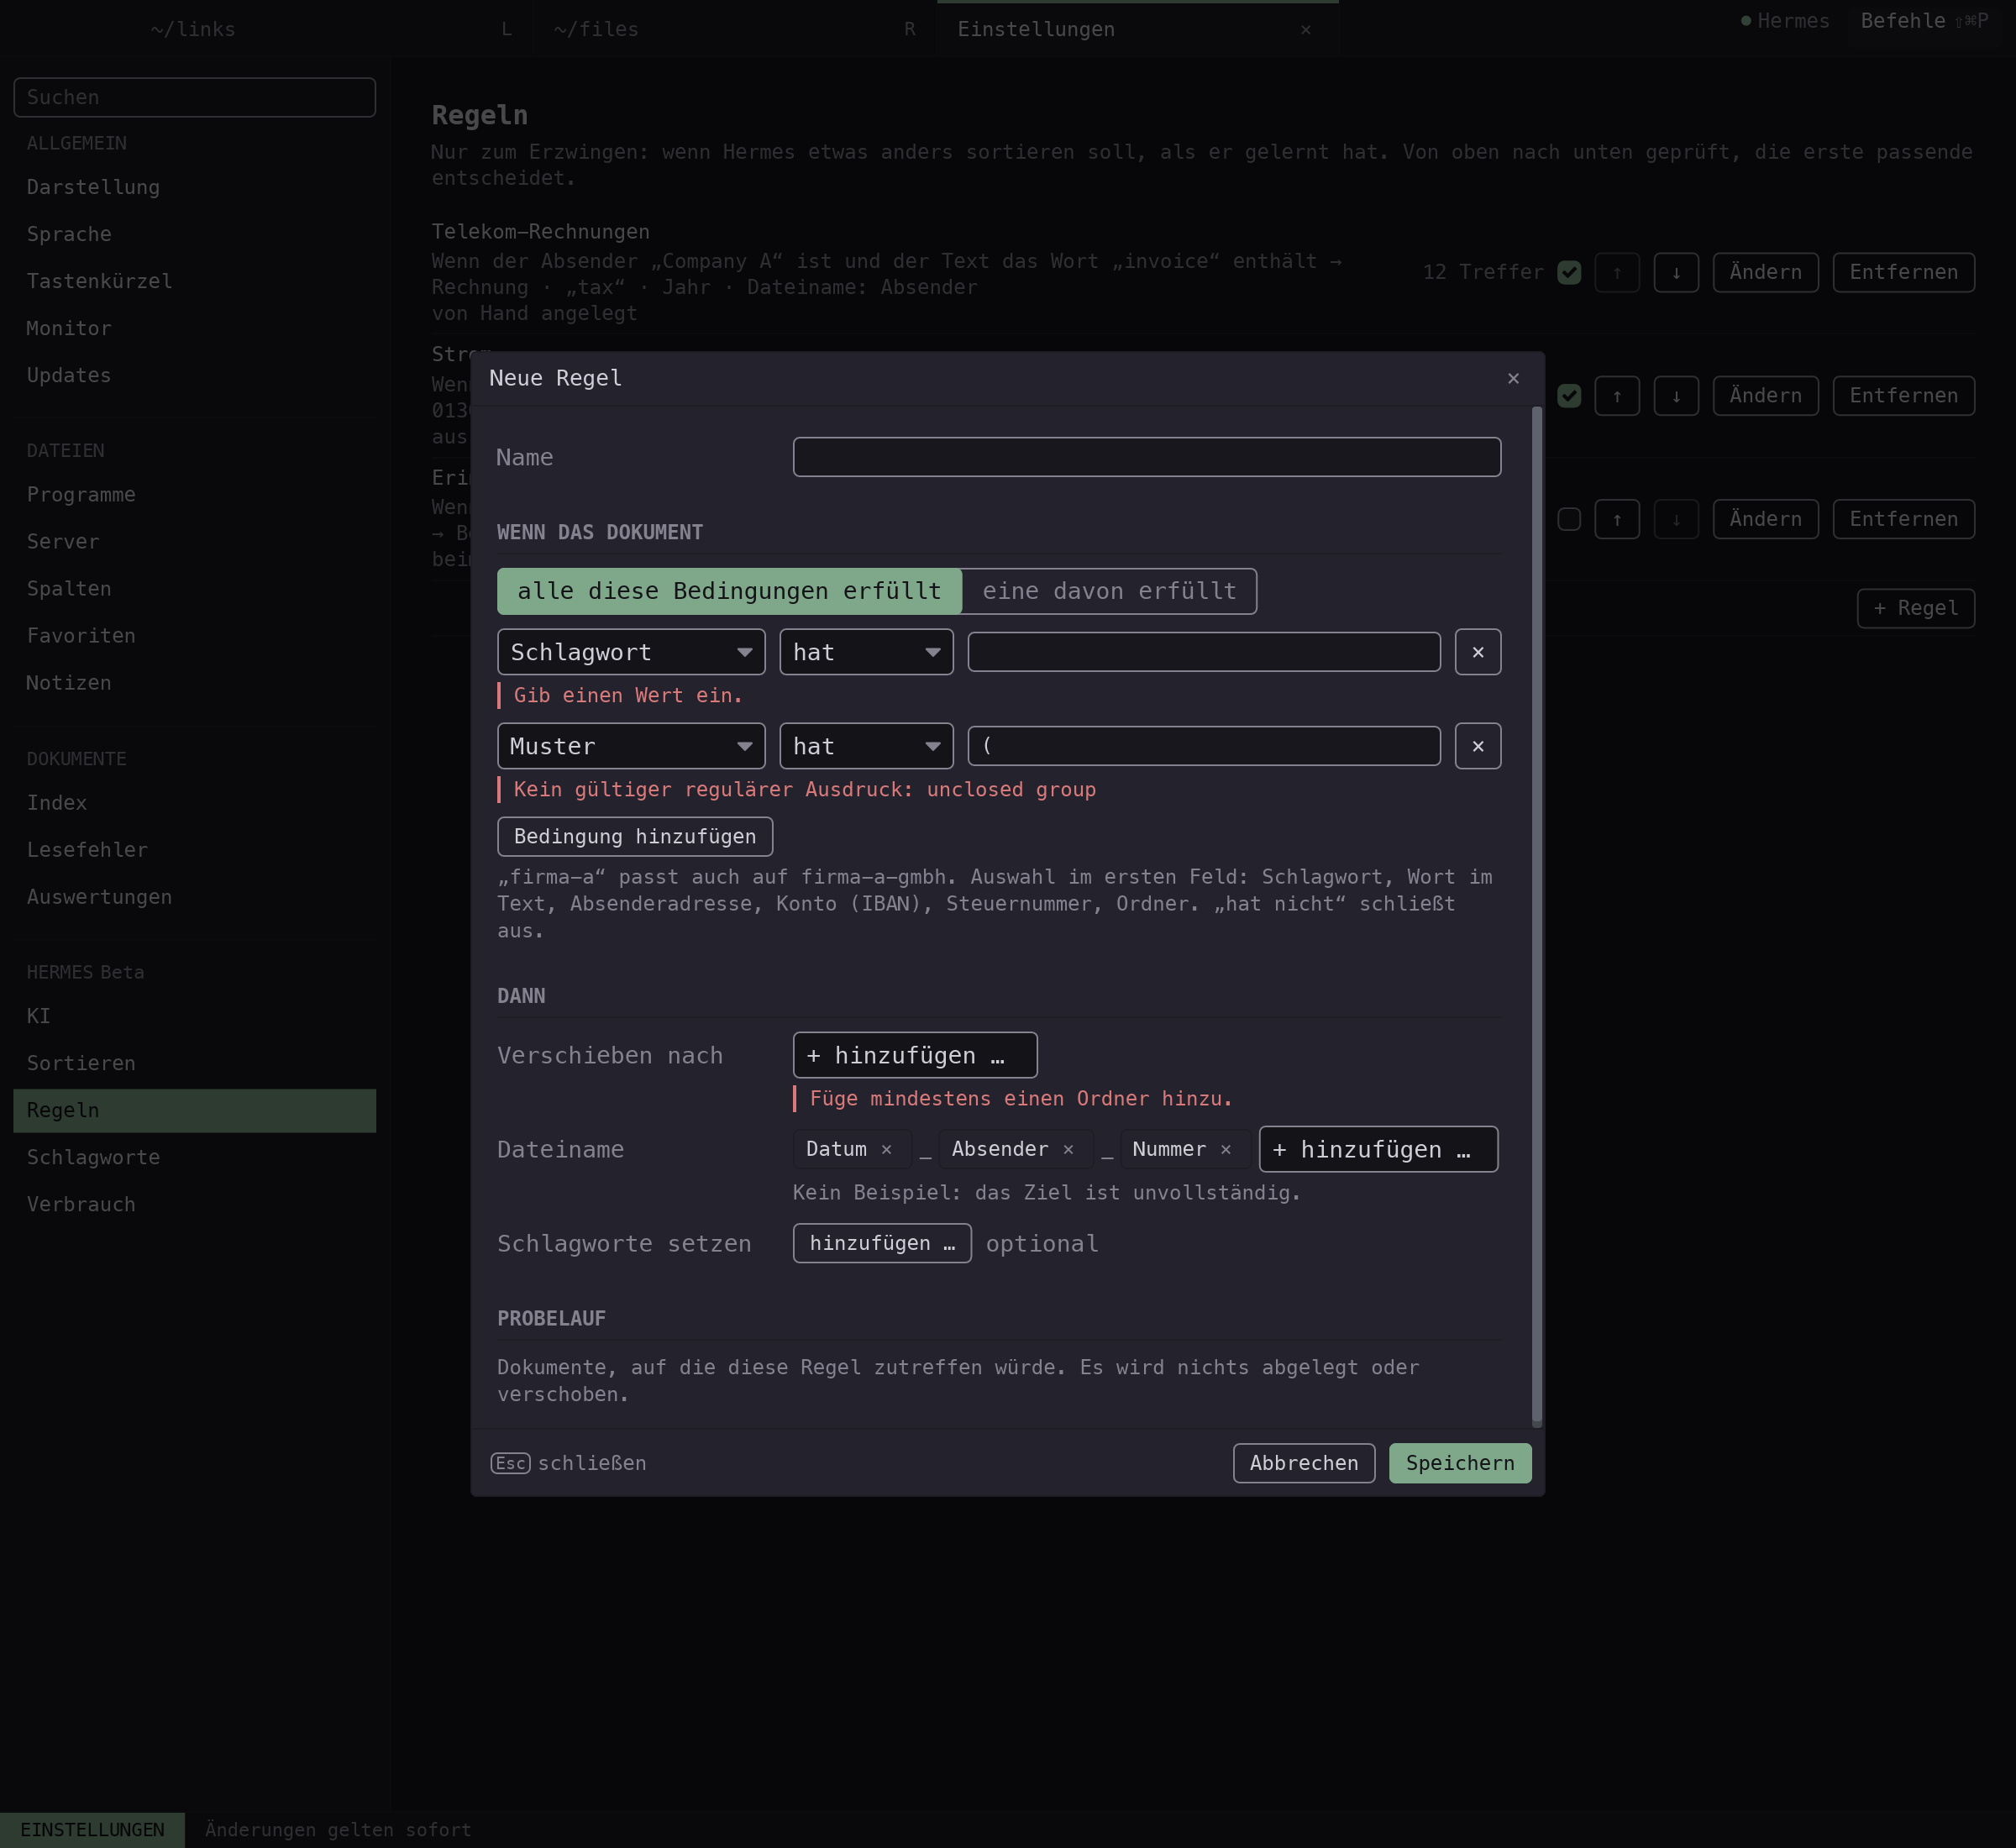 ~/links L ~/files R Einstellungen × Hermes Befehle ⇧⌘P
Suchen
ALLGEMEIN
Darstellung
Sprache
Tastenkürzel
Monitor
Updates
DATEIEN
Programme
Server
Spalten
Favoriten
Notizen
DOKUMENTE
Index
Lesefehler
Auswertungen
HERMES Beta
KI
Sortieren
Regeln
Schlagworte
Verbrauch
Regeln
Nur zum Erzwingen: wenn Hermes etwas anders sortieren soll, als er gelernt hat. Von oben nach unten geprüft, die erste passende
entscheidet.
Telekom–Rechnungen
Wenn der Absender „Company A“ ist und der Text das Wort „invoice“ enthält →
Rechnung · „tax“ · Jahr · Dateiname: Absender
von Hand angelegt
12 Treffer ↑ ↓ Ändern Entfernen
↑ ↓ Ändern Entfernen
↑ ↓ Ändern Entfernen
+ Regel
Neue Regel ×
Name
WENN DAS DOKUMENT
alle diese Bedingungen erfüllt eine davon erfüllt
Schlagwort hat ×
Gib einen Wert ein.
Muster hat ( ×
Kein gültiger regulärer Ausdruck: unclosed group
Bedingung hinzufügen
„firma–a“ passt auch auf firma–a–gmbh. Auswahl im ersten Feld: Schlagwort, Wort im
Text, Absenderadresse, Konto (IBAN), Steuernummer, Ordner. „hat nicht“ schließt
aus.
DANN
Verschieben nach + hinzufügen …
Füge mindestens einen Ordner hinzu.
Dateiname Datum × _ Absender × _ Nummer × + hinzufügen …
Kein Beispiel: das Ziel ist unvollständig.
Schlagworte setzen hinzufügen … optional
PROBELAUF
Dokumente, auf die diese Regel zutreffen würde. Es wird nichts abgelegt oder
verschoben.
Esc schließen Abbrechen Speichern
EINSTELLUNGEN Änderungen gelten sofort